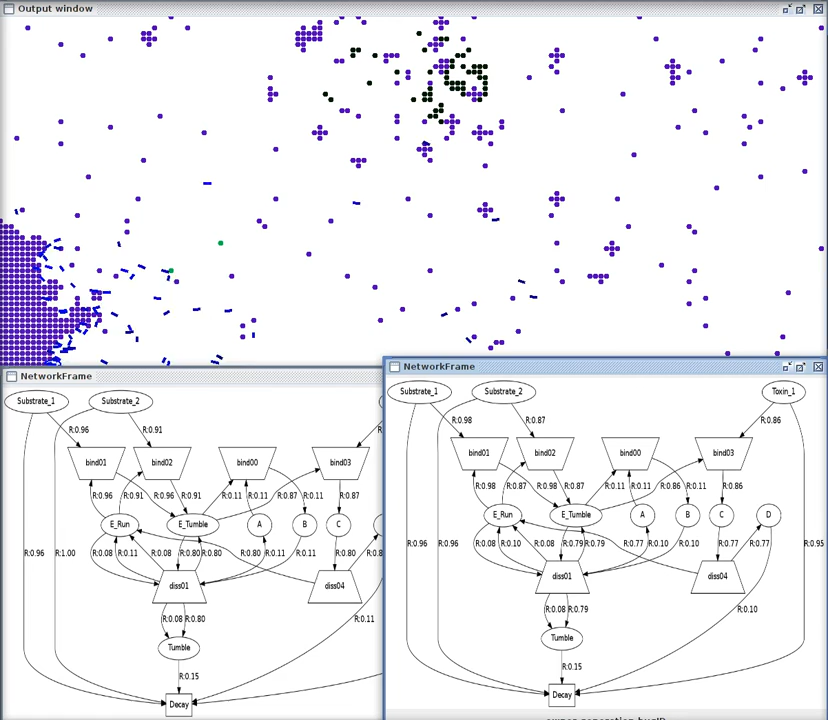 Output window
NetworkFrame
Substrate_1
Substrate_2
R:0.96
R:0.91
bind01
bind02
bind00
bind03
R:0.96
R:0.91
R:0.96
R:0.91
R:0.11
R:0.11
R:0.87
R:0.11
R:0.87
E_Run
E_Tumble
A
B
C
R:0.96
R:1.00
R:0.08
R:0.11
R:0.08
R:0.80
R:0.80
R:0.80
R:0.11
R:0.11
R:0.80
R:0.8
diss01
diss04
R:0.08
R:0.80
R:0.11
Tumble
R:0.15
Decay
NetworkFrame
Substrate_1
Substrate_2
Toxin_1
R:0.98
R:0.87
R:0.86
bind01
bind02
bind00
bind03
R:0.98
R:0.87
R:0.98
R:0.87
R:0.11
R:0.11
R:0.86
R:0.11
R:0.86
E_Run
E_Tumble
A
B
C
D
R:0.96
R:0.96
R:0.08
R:0.10
R:0.08
R:0.79
R:0.79
R:0.77
R:0.10
R:0.10
R:0.77
R:0.77
R:0.95
diss01
diss04
R:0.08
R:0.79
R:0.10
Tumble
R:0.15
Decay